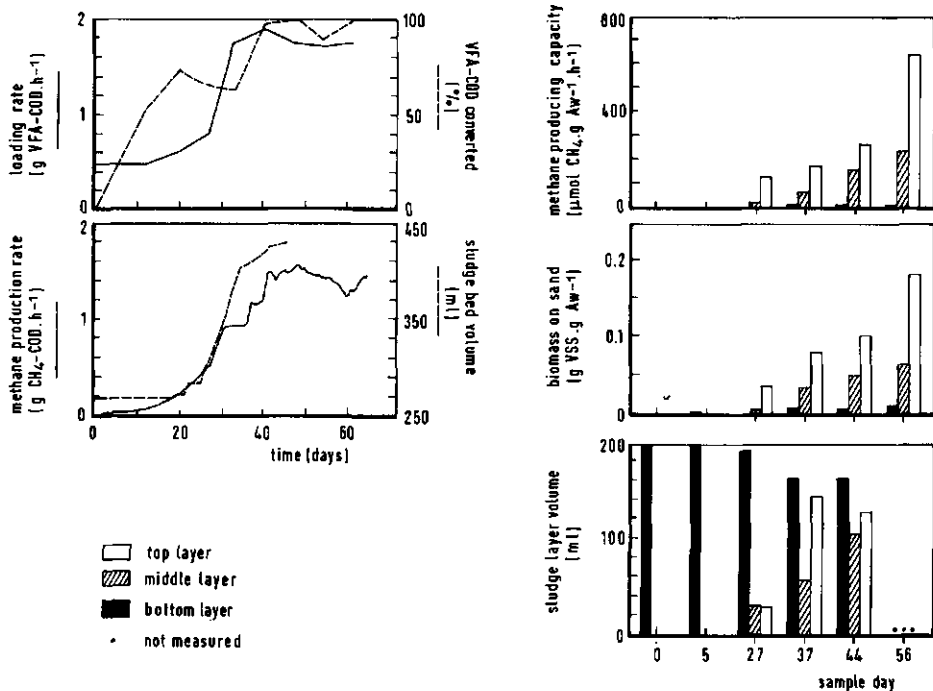 2
1
0
loading rate
(g VFA-COD.h-1)
100
50
0
VFA-COD converted
(%)
2
1
0
methane production rate
(g CH4-COD.h-1)
450
350
250
sludge bed volume
(ml)
0 20 40 60
time (days)
top layer
middle layer
bottom layer
not measured
800
400
0
methane producing capacity
(µmol CH4.g Aw-1.h-1)
0.2
0.1
0
biomass on sand
(g VSS.g Aw-1)
200
100
0
sludge layer volume
(ml)
0 5 27 37 44 56
sample day